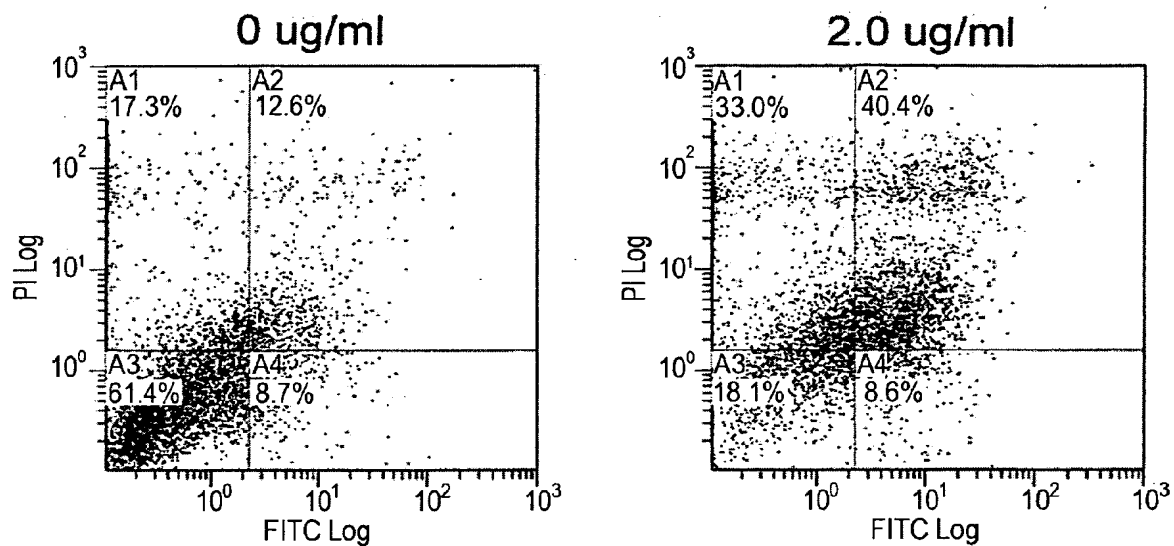 0 ug/ml
10³
A1
17.3%
A2
12.6%
10²
10¹
10⁰
PI Log
A3
61.4%
A4
8.7%
10⁰ 10¹ 10² 10³
FITC Log
2.0 ug/ml
10³
A1
33.0%
A2
40.4%
10²
10¹
10⁰
PI Log
A3
18.1%
A4
8.6%
10⁰ 10¹ 10² 10³
FITC Log